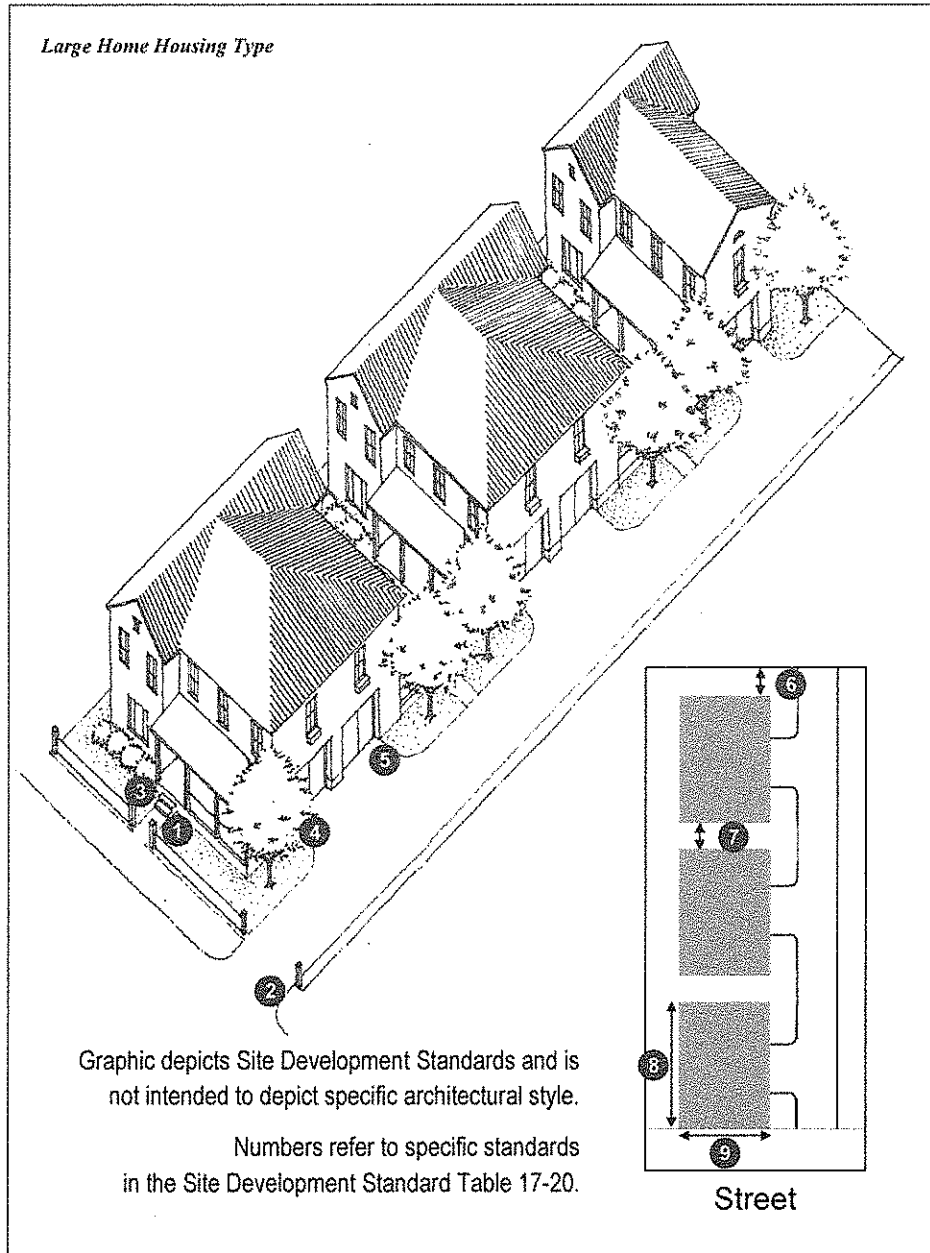 Large Home Housing Type
6
5
7
3
1
4
2
8
9
Graphic depicts Site Development Standards and is
not intended to depict specific architectural style.
Numbers refer to specific standards
in the Site Development Standard Table 17-20.
Street